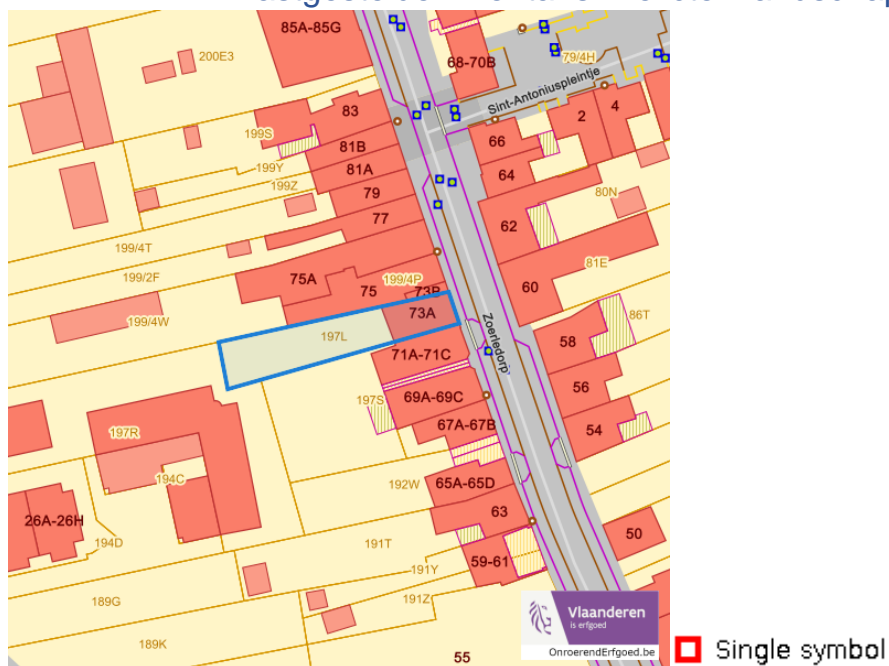 85A-85G
200E3
68-70B
79/4H
Sint-Antoniuspleintje
83
2
4
199S
81B
66
199Y
81A
64
199Z
79
80N
77
62
199/4T
81E
199/2F
75A
199/4P
75
73B
60
199/4W
73A
86T
197L
Zoerledorp
58
71A-71C
56
197S
69A-69C
67A-67B
54
197R
194C
192W
65A-65D
26A-26H
63
194D
191T
50
59-61
191Y
189G
191Z
Vlaanderen
is erfgoed
189K
55
OnroerendErfgoed.be
Single symbol